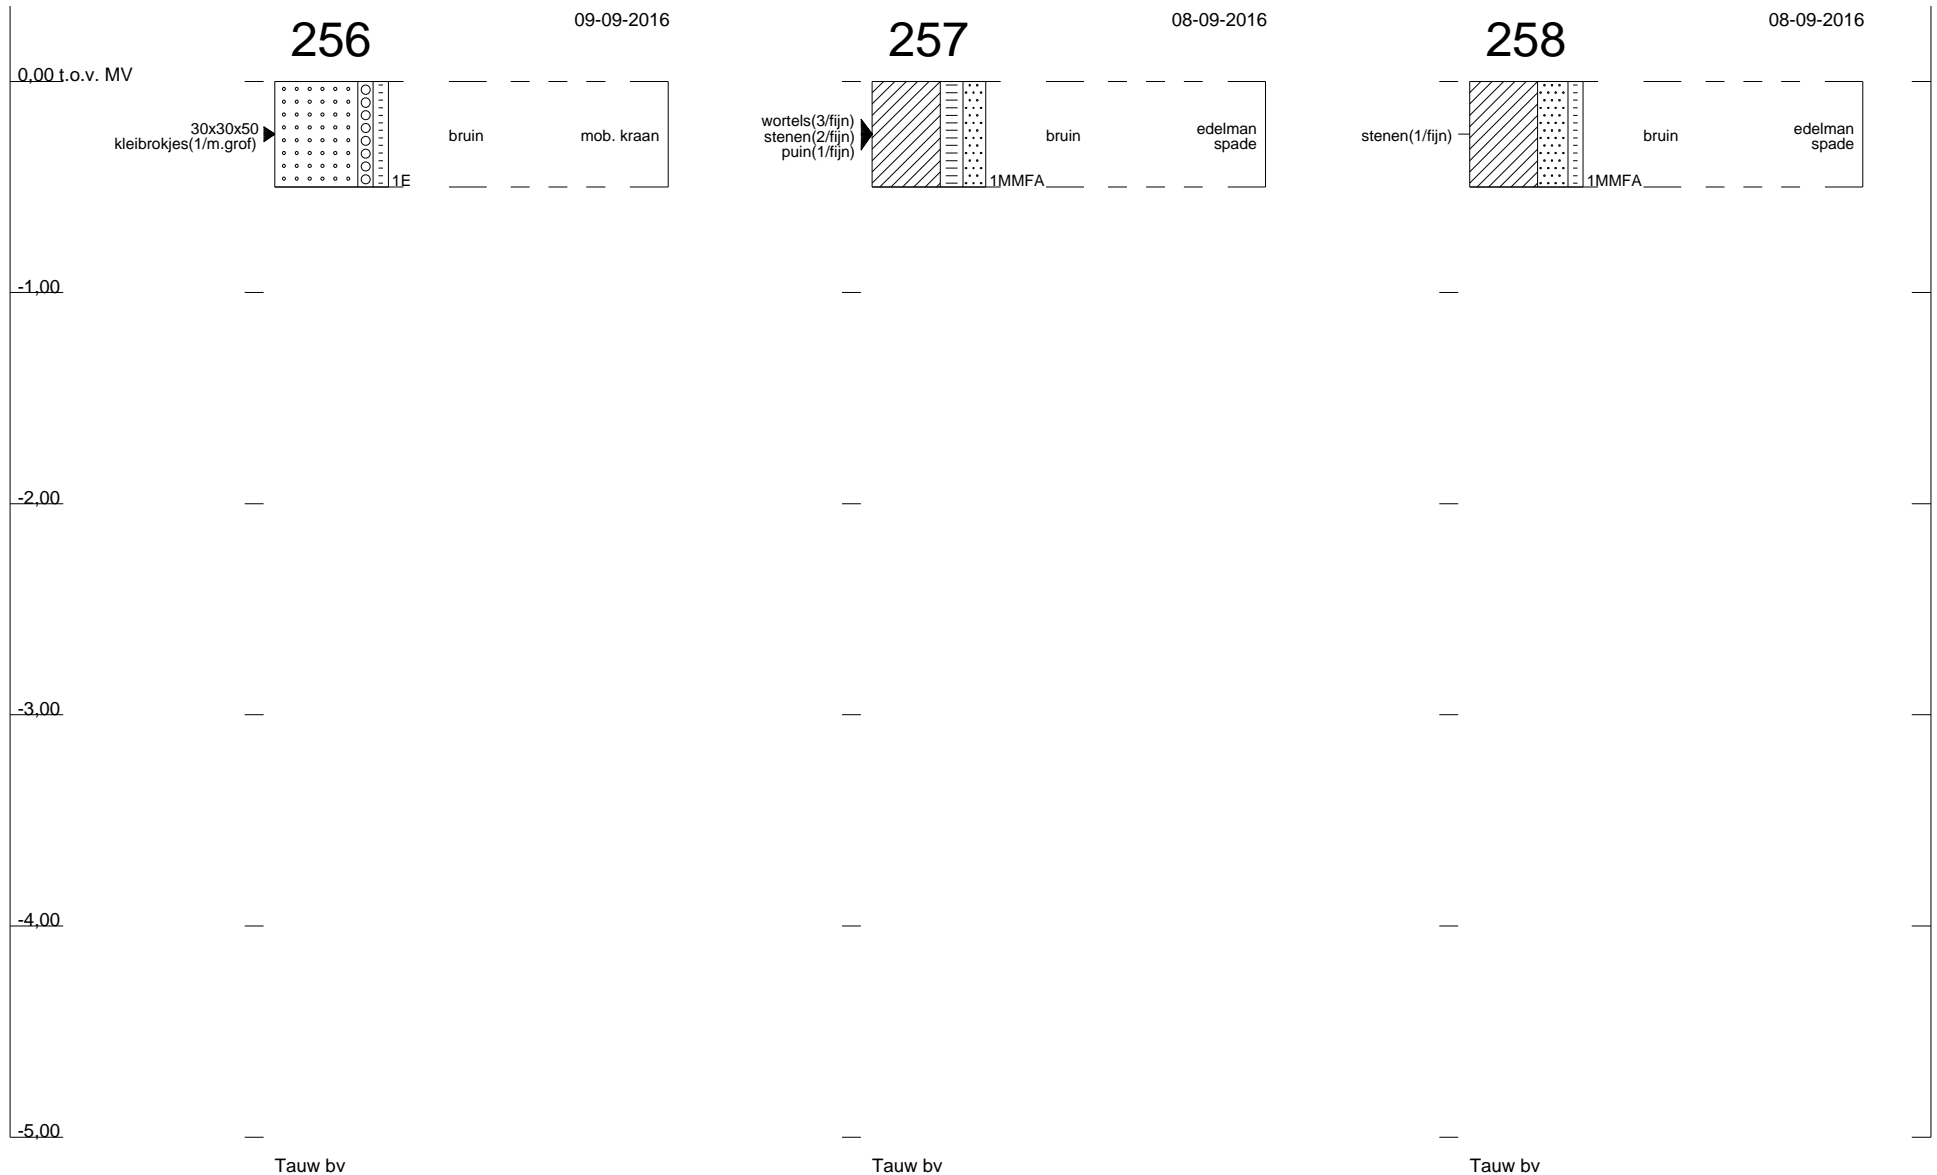 256
09-09-2016
257
08-09-2016
258
08-09-2016
0,00 t.o.v. MV
30x30x50
kleibrokjes(1/m.grof)
bruin
mob. kraan
1E
wortels(3/fijn)
stenen(2/fijn)
puin(1/fijn)
bruin
edelman
spade
1MMFA
stenen(1/fijn)
bruin
edelman
spade
1MMFA
-1,00
-2,00
-3,00
-4,00
-5,00
Tauw bv
Tauw bv
Tauw bv